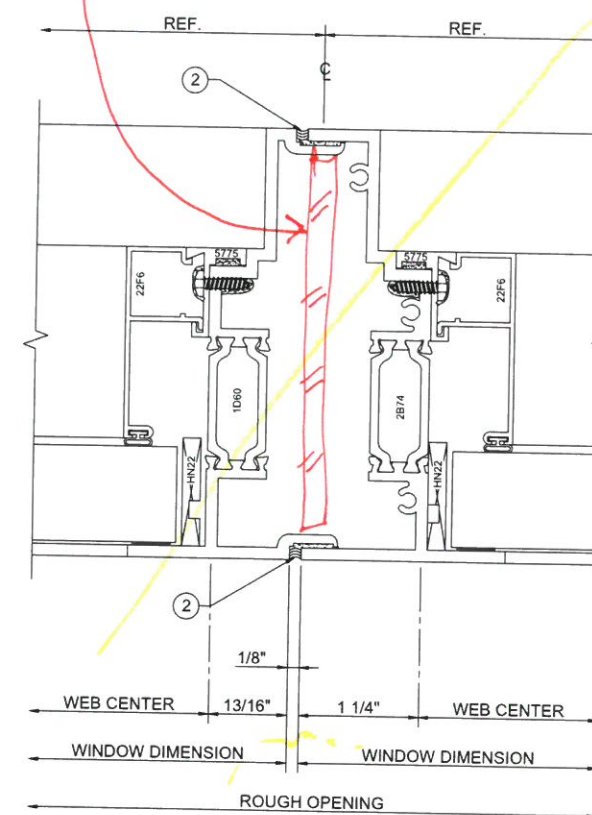 REF. REF.
℄
2
5775 5775
22F6 22F6
1D60 2B74
HN22 HN22
2
1/8"
WEB CENTER 13/16" 1 1/4" WEB CENTER
WINDOW DIMENSION WINDOW DIMENSION
ROUGH OPENING